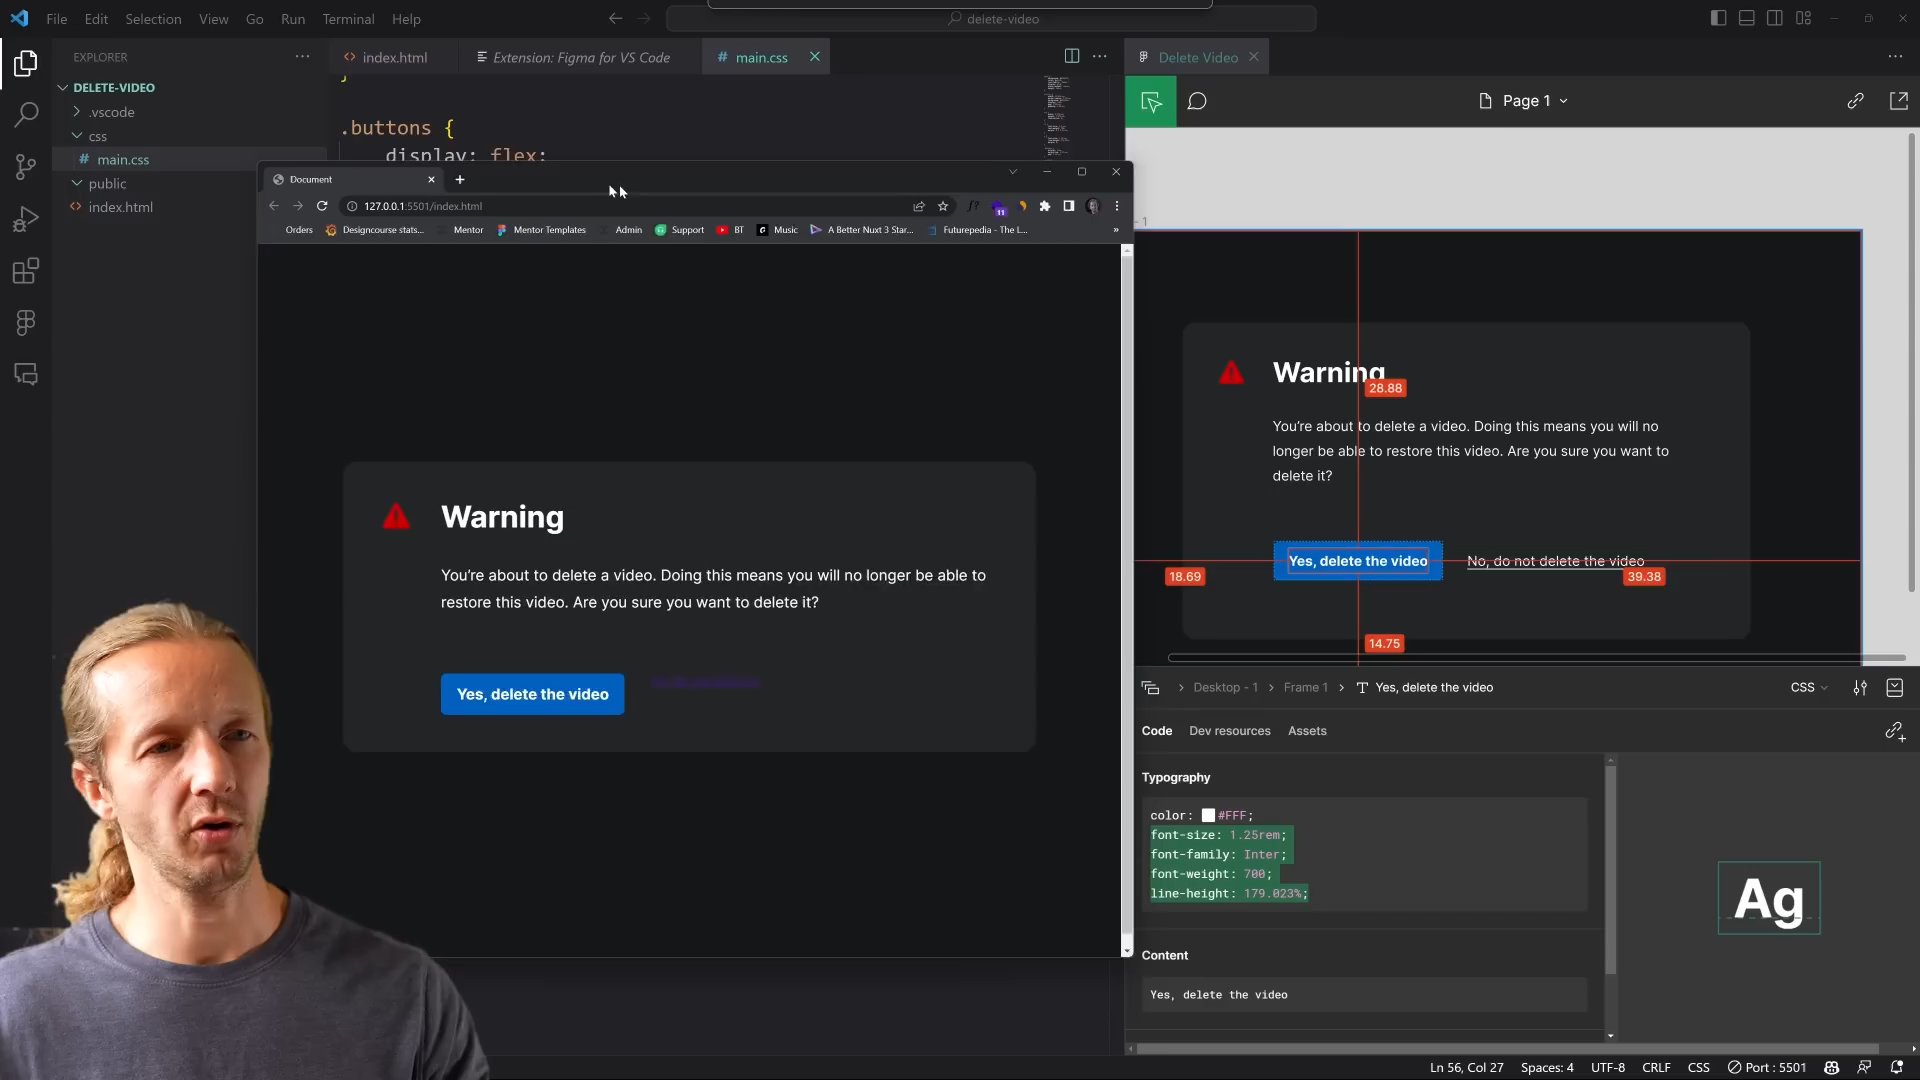 File Edit Selection View Go Run Terminal Help
delete-video
EXPLORER
index.html
Extension: Figma for VS Code
# main.css
Delete Video
DELETE-VIDEO
.vscode
css
# main.css
public
index.html
}
.buttons {
display: flex;
Page 1
Document
127.0.0.1:5501/index.html
11
Orders
Designcourse stats...
Mentor
Mentor Templates
Admin
Support
BT
Music
A Better Nuxt 3 Star...
Futurepedia - The L...
»
- 1
Warning
You're about to delete a video. Doing this means you will no longer be able to
restore this video. Are you sure you want to delete it?
Yes, delete the video
Warning
28.88
You're about to delete a video. Doing this means you will no
longer be able to restore this video. Are you sure you want to
delete it?
Yes, delete the video
No, do not delete the video
18.69
39.38
14.75
Desktop - 1 > Frame 1 > Yes, delete the video
CSS
Code Dev resources Assets
Typography
color: #FFF;
font-size: 1.25rem;
font-family: Inter;
font-weight: 700;
line-height: 179.023%;
Ag
Content
Yes, delete the video
Ln 56, Col 27 Spaces: 4 UTF-8 CRLF CSS Port : 5501